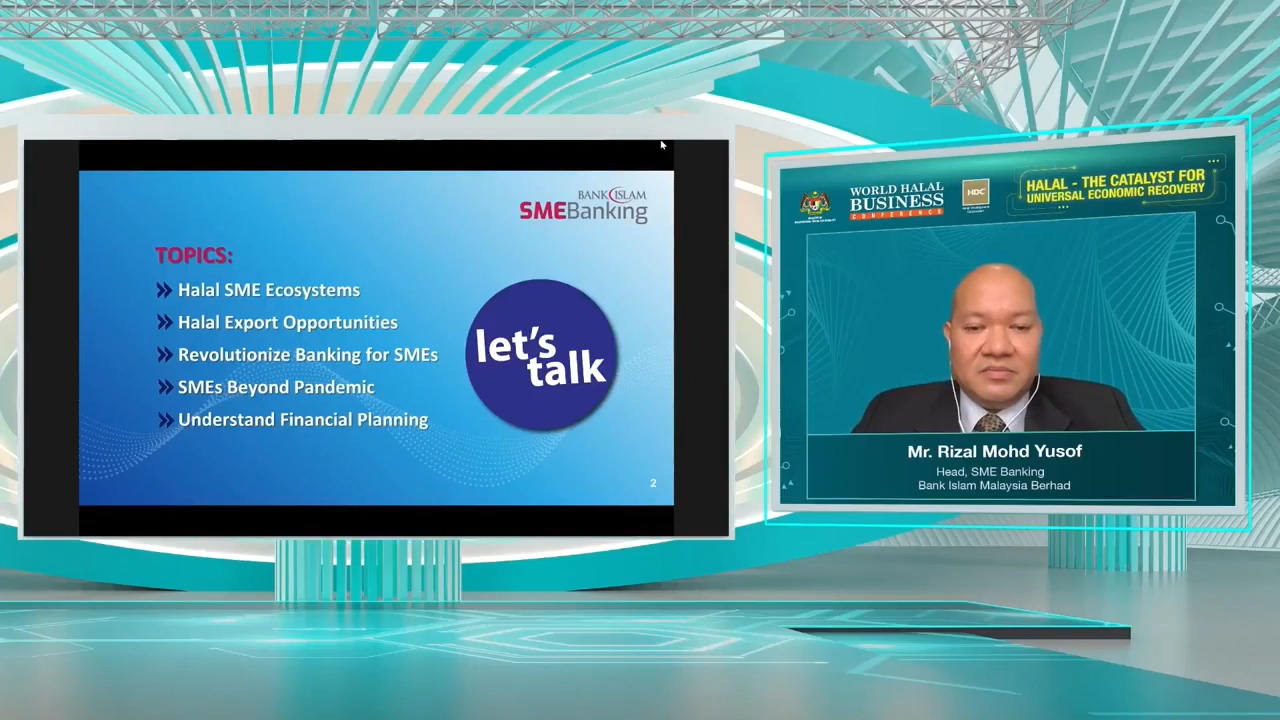 BANK ISLAM
SMEBanking
TOPICS:
Halal SME Ecosystems
Halal Export Opportunities
Revolutionize Banking for SMEs
SMEs Beyond Pandemic
Understand Financial Planning
let's
talk
2
WORLD HALAL
BUSINESS
CONFERENCE
HDC
HALAL - THE CATALYST FOR
UNIVERSAL ECONOMIC RECOVERY
Mr. Rizal Mohd Yusof
Head, SME Banking
Bank Islam Malaysia Berhad